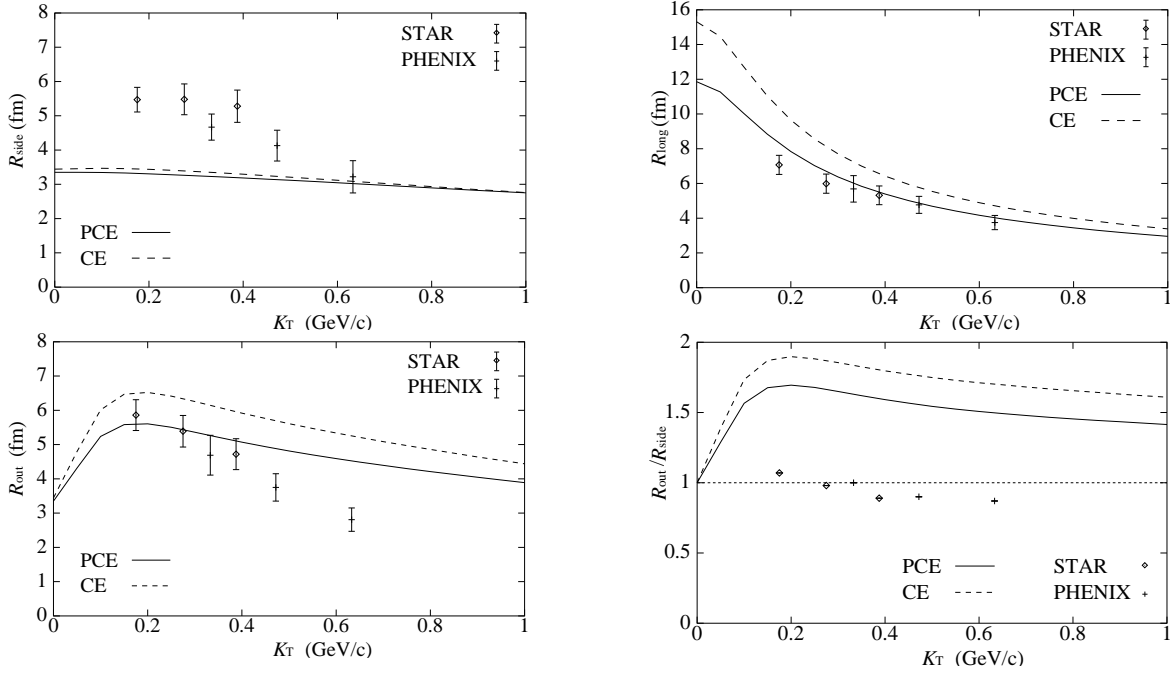 8
7
6
5
4
3
2
1
0
R_side (fm)
STAR
PHENIX
PCE
CE
0 0.2 0.4 0.6 0.8 1
K_T (GeV/c)
16
14
12
10
8
6
4
2
0
R_long (fm)
STAR
PHENIX
PCE
CE
0 0.2 0.4 0.6 0.8 1
K_T (GeV/c)
8
7
6
5
4
3
2
1
0
R_out (fm)
STAR
PHENIX
PCE
CE
0 0.2 0.4 0.6 0.8 1
K_T (GeV/c)
2
1.5
1
0.5
0
R_out/R_side
PCE STAR
CE PHENIX
0 0.2 0.4 0.6 0.8 1
K_T (GeV/c)